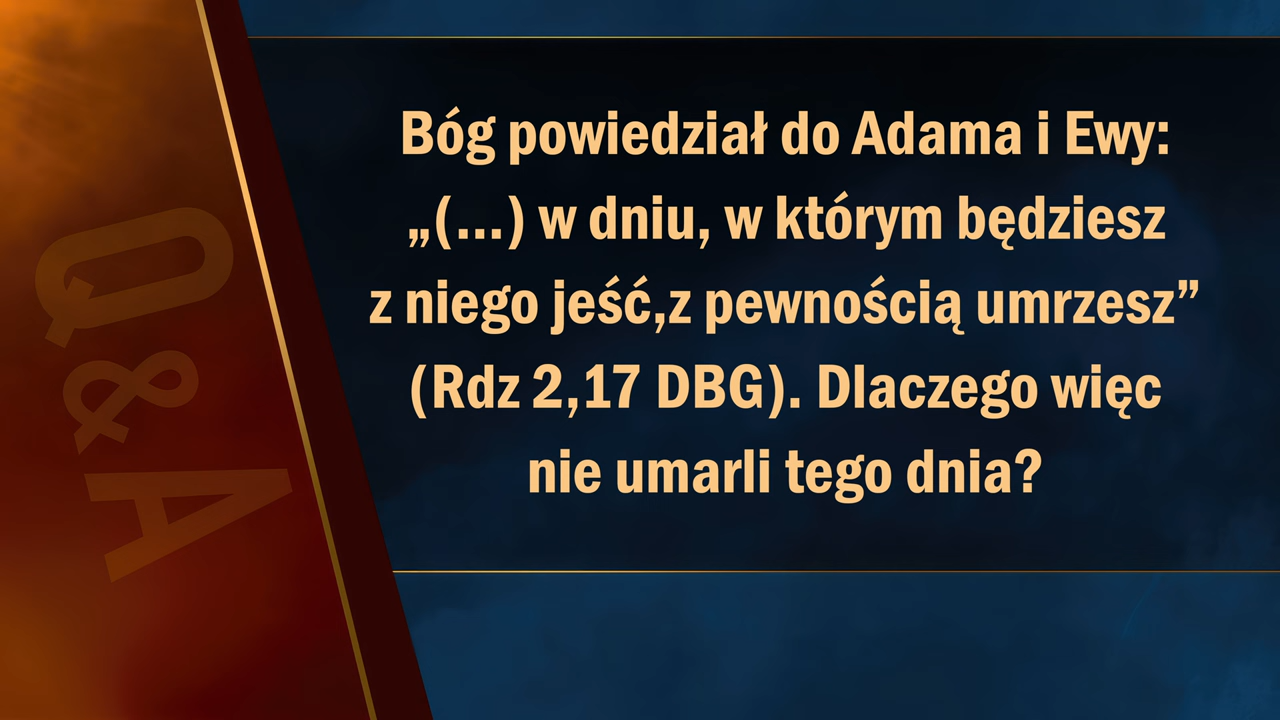 Bóg powiedział do Adama i Ewy:
„(...) w dniu, w którym będziesz
z niego jeść,z pewnością umrzesz”
(Rdz 2,17 DBG). Dlaczego więc
nie umarli tego dnia?
Q&A